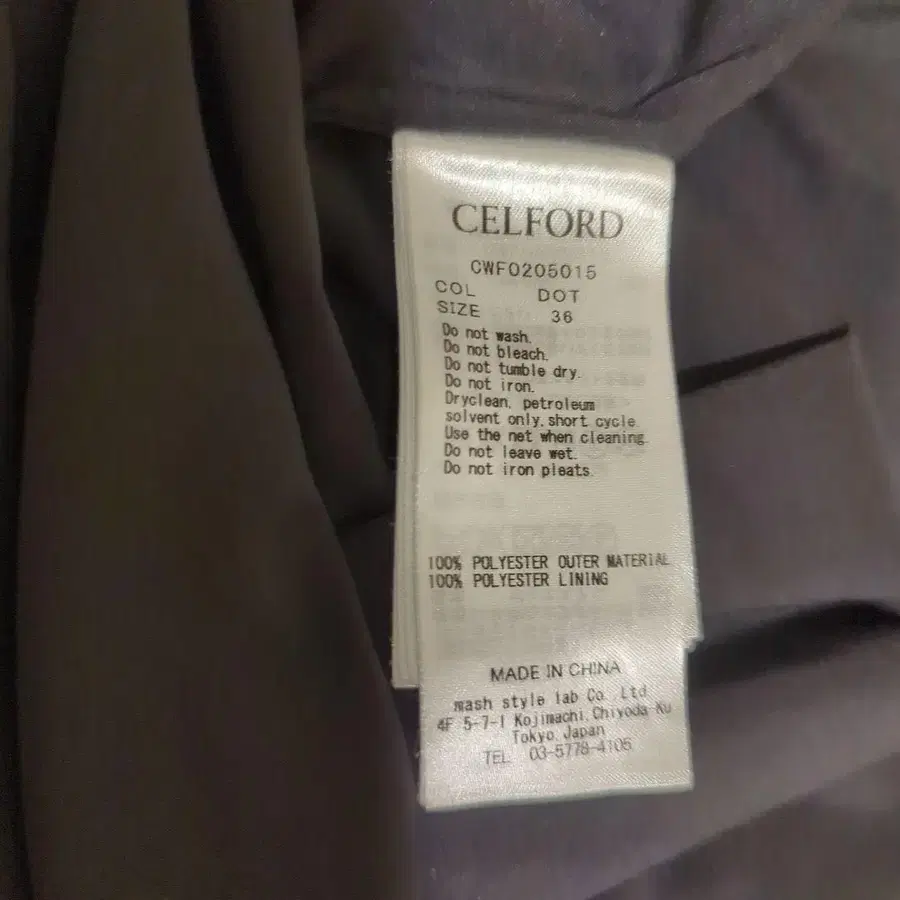 CELFORD
CWF0205015
COL DOT
SIZE 36
Do not wash.
Do not bleach.
Do not tumble dry.
Do not iron.
Dryclean, petroleum
solvent only, short cycle.
Use the net when cleaning.
Do not leave wet.
Do not iron pleats.
100% POLYESTER OUTER MATERIAL
100% POLYESTER LINING
MADE IN CHINA
mash style lab Co. Ltd.
4F 5-7-1 Kojimachi, Chiyoda-Ku
Tokyo, Japan
TEL 03-5778-4105